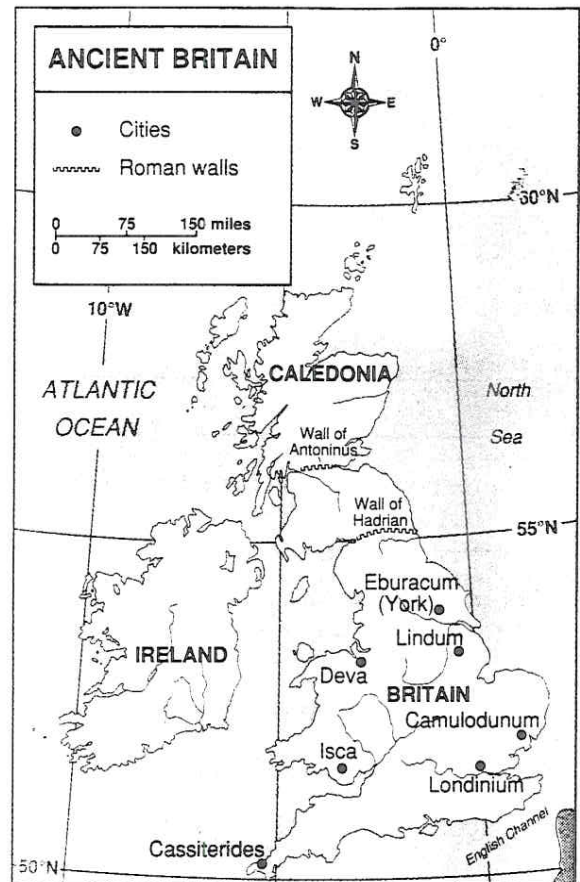 ANCIENT BRITAIN
Cities
Roman walls
0 75 150 miles
0 75 150 kilometers
N
W E
S
0°
60°N
10°W
CALEDONIA
ATLANTIC
OCEAN
North
Sea
Wall of
Antoninus
Wall of
Hadrian
55°N
Eburacum
(York)
Lindum
IRELAND
Deva
BRITAIN
Camulodunum
Isca
Londinium
English Channel
Cassiterides
50°N